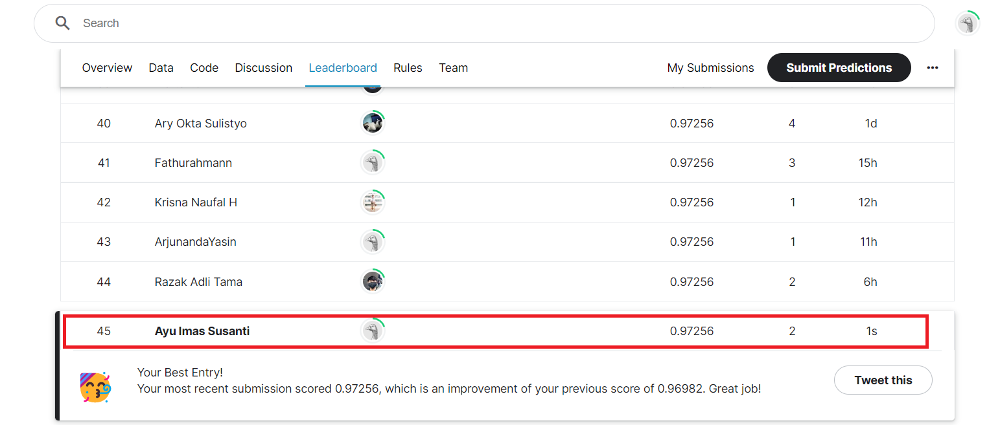 Search
Overview Data Code Discussion Leaderboard Rules Team My Submissions Submit Predictions
40 Ary Okta Sulistyo 0.97256 4 1d
41 Fathurahmann 0.97256 3 15h
42 Krisna Naufal H 0.97256 1 12h
43 ArjunandaYasin 0.97256 1 11h
44 Razak Adli Tama 0.97256 2 6h
45 Ayu Imas Susanti 0.97256 2 1s
Your Best Entry!
Your most recent submission scored 0.97256, which is an improvement of your previous score of 0.96982. Great job!
Tweet this